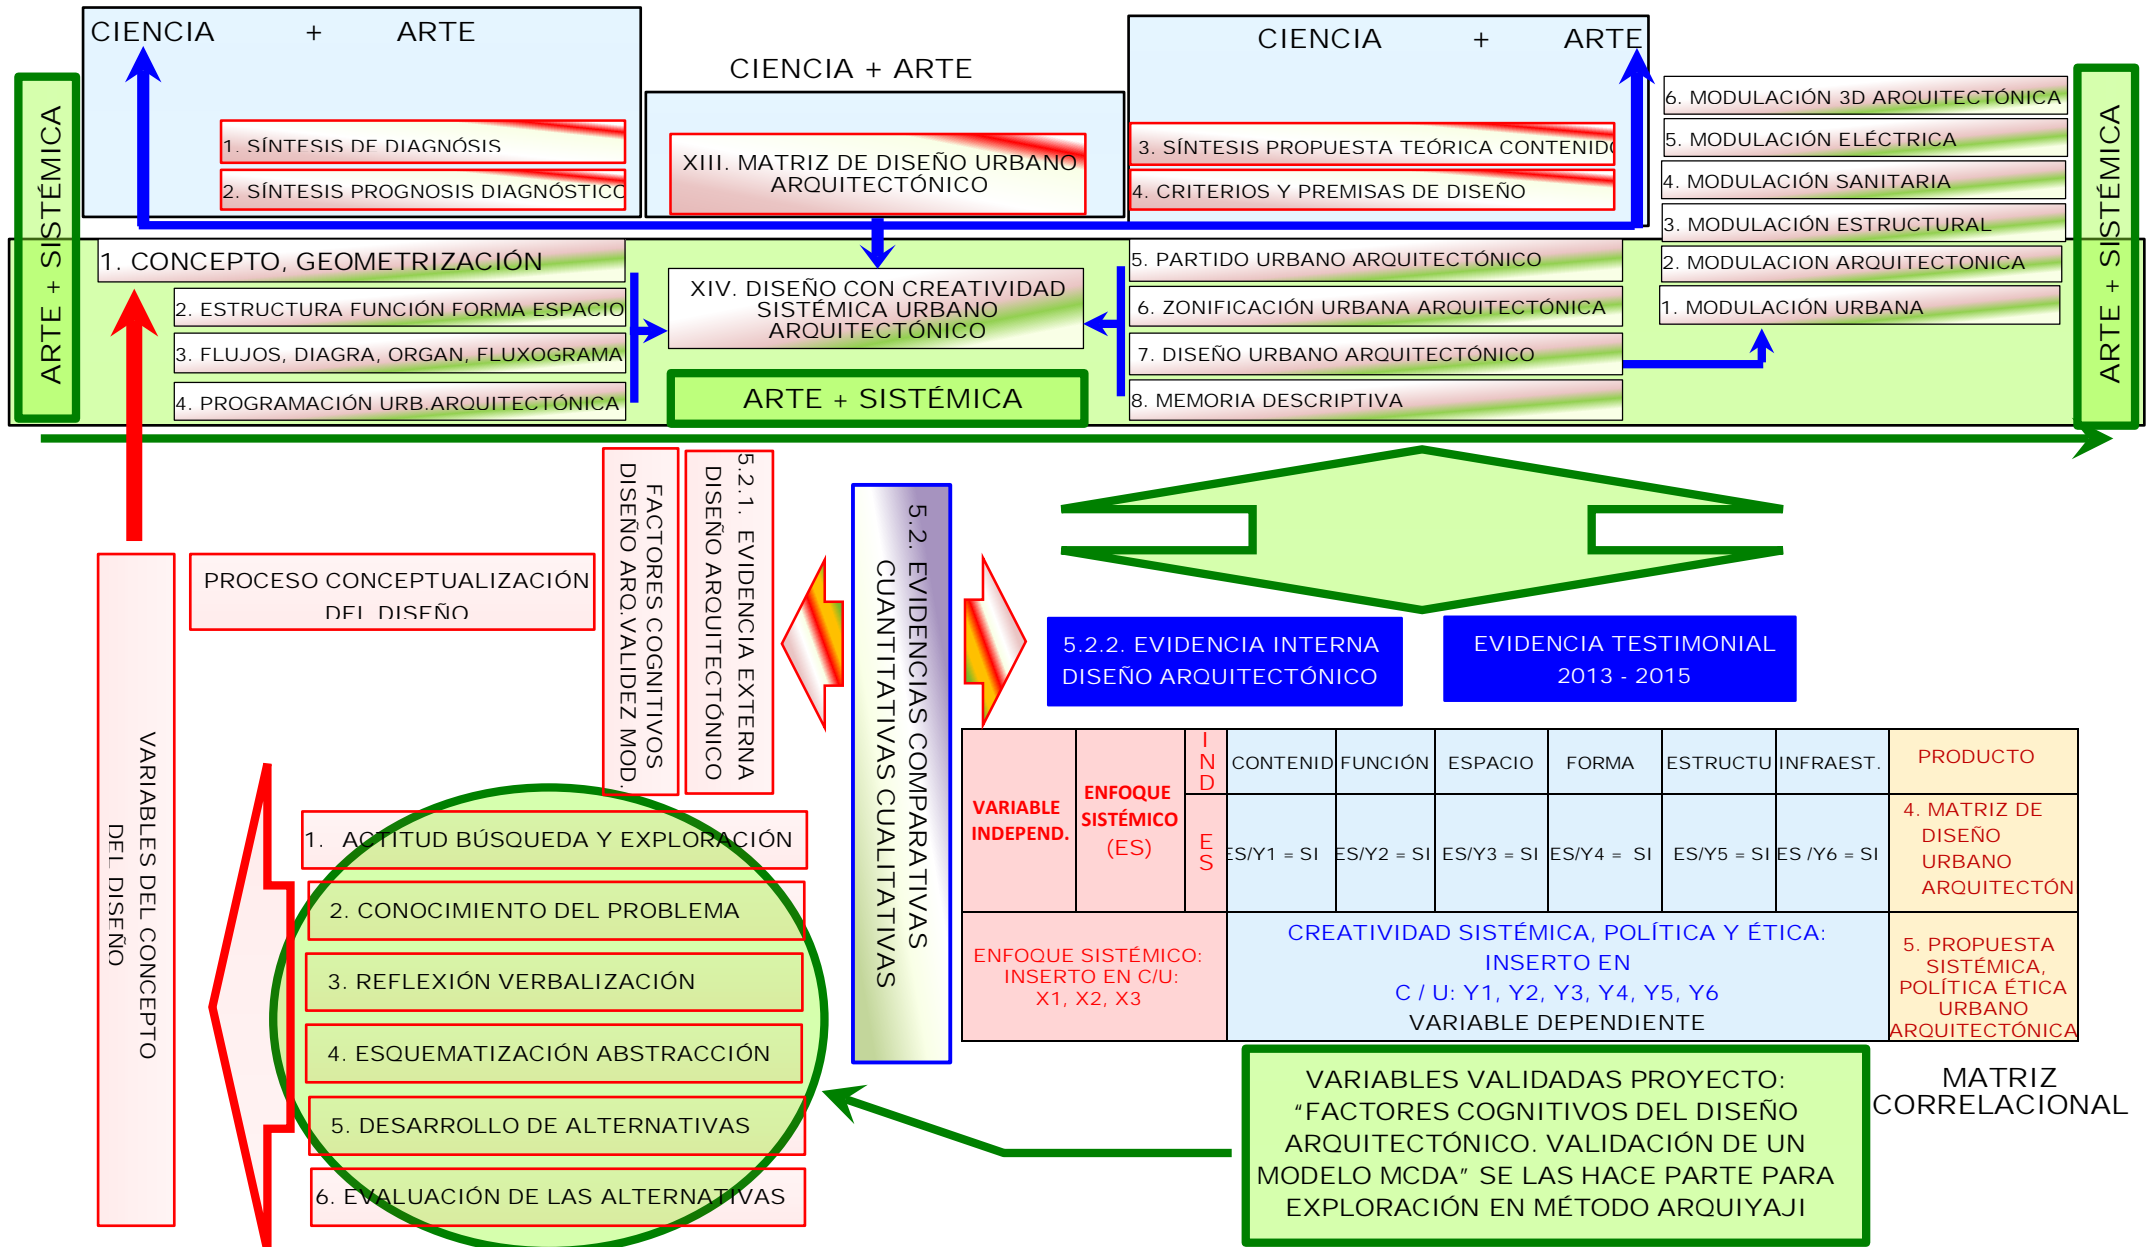 CIENCIA + ARTE
CIENCIA + ARTE
CIENCIA + ARTE
ARTE + SISTÉMICA
1. SÍNTESIS DE DIAGNÓSIS
2. SÍNTESIS PROGNOSIS DIAGNÓSTICO
XIII. MATRIZ DE DISEÑO URBANO
ARQUITECTÓNICO
3. SÍNTESIS PROPUESTA TEÓRICA CONTENIDO
4. CRITERIOS Y PREMISAS DE DISEÑO
6. MODULACIÓN 3D ARQUITECTÓNICA
5. MODULACIÓN ELÉCTRICA
4. MODULACIÓN SANITARIA
3. MODULACIÓN ESTRUCTURAL
2. MODULACION ARQUITECTONICA
1. MODULACIÓN URBANA
ARTE + SISTÉMICA
1. CONCEPTO, GEOMETRIZACIÓN
2. ESTRUCTURA FUNCIÓN FORMA ESPACIO
3. FLUJOS, DIAGRA, ORGAN, FLUXOGRAMA
4. PROGRAMACIÓN URB.ARQUITECTÓNICA
XIV. DISEÑO CON CREATIVIDAD
SISTÉMICA URBANO
ARQUITECTÓNICO
ARTE + SISTÉMICA
5. PARTIDO URBANO ARQUITECTÓNICO
6. ZONIFICACIÓN URBANA ARQUITECTÓNICA
7. DISEÑO URBANO ARQUITECTÓNICO
8. MEMORIA DESCRIPTIVA
PROCESO CONCEPTUALIZACIÓN
DEL DISEÑO
FACTORES COGNITIVOS
DISEÑO ARQ.VALIDEZ MOD.
5.2.1. EVIDENCIA EXTERNA
DISEÑO ARQUITECTÓNICO
5.2. EVIDENCIAS COMPARATIVAS
CUANTITATIVAS CUALITATIVAS
5.2.2. EVIDENCIA INTERNA
DISEÑO ARQUITECTÓNICO
EVIDENCIA TESTIMONIAL
2013 - 2015
VARIABLES DEL CONCEPTO
DEL DISEÑO
1. ACTITUD BÚSQUEDA Y EXPLORACIÓN
2. CONOCIMIENTO DEL PROBLEMA
3. REFLEXIÓN VERBALIZACIÓN
4. ESQUEMATIZACIÓN ABSTRACCIÓN
5. DESARROLLO DE ALTERNATIVAS
6. EVALUACIÓN DE LAS ALTERNATIVAS
VARIABLE
INDEPEND.
ENFOQUE
SISTÉMICO
(ES)
IND
ES
CONTENID FUNCIÓN ESPACIO FORMA ESTRUCTU INFRAEST. PRODUCTO
ES/Y1 = SI ES/Y2 = SI ES/Y3 = SI ES/Y4 = SI ES/Y5 = SI ES /Y6 = SI
4. MATRIZ DE
DISEÑO
URBANO
ARQUITECTÓN
ENFOQUE SISTÉMICO:
INSERTO EN C/U:
X1, X2, X3
CREATIVIDAD SISTÉMICA, POLÍTICA Y ÉTICA:
INSERTO EN
C / U: Y1, Y2, Y3, Y4, Y5, Y6
VARIABLE DEPENDIENTE
5. PROPUESTA
SISTÉMICA,
POLÍTICA ÉTICA
URBANO
ARQUITECTÓNICA
VARIABLES VALIDADAS PROYECTO:
“FACTORES COGNITIVOS DEL DISEÑO
ARQUITECTÓNICO. VALIDACIÓN DE UN
MODELO MCDA” SE LAS HACE PARTE PARA
EXPLORACIÓN EN MÉTODO ARQUIYAJI
MATRIZ
CORRELACIONAL